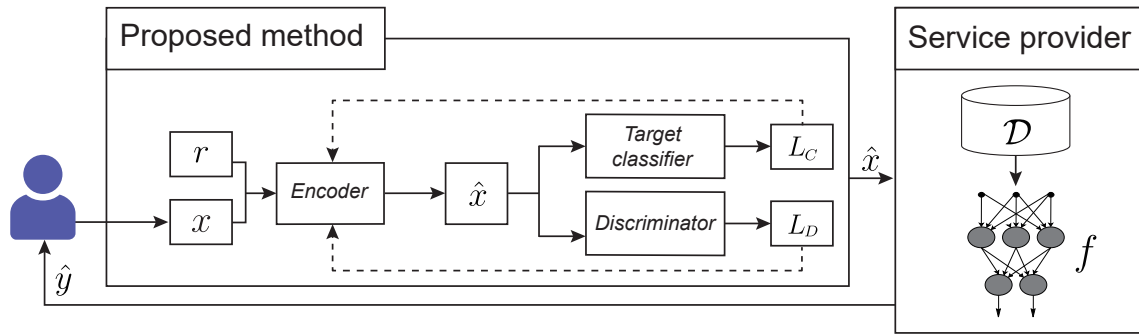 Proposed method
Service provider
r
x
Encoder
x̂
Target
classifier
L_C
Discriminator
L_D
x̂
𝒟
f
ŷ